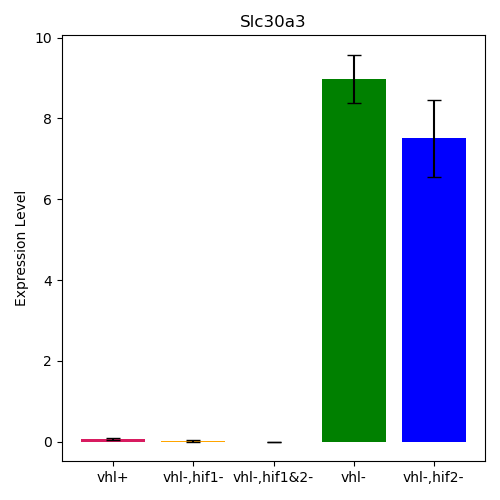 Slc30a3
10
8
6
4
2
0
Expression Level
vhl+
vhl-,hif1-
vhl-,hif1&2-
vhl-
vhl-,hif2-